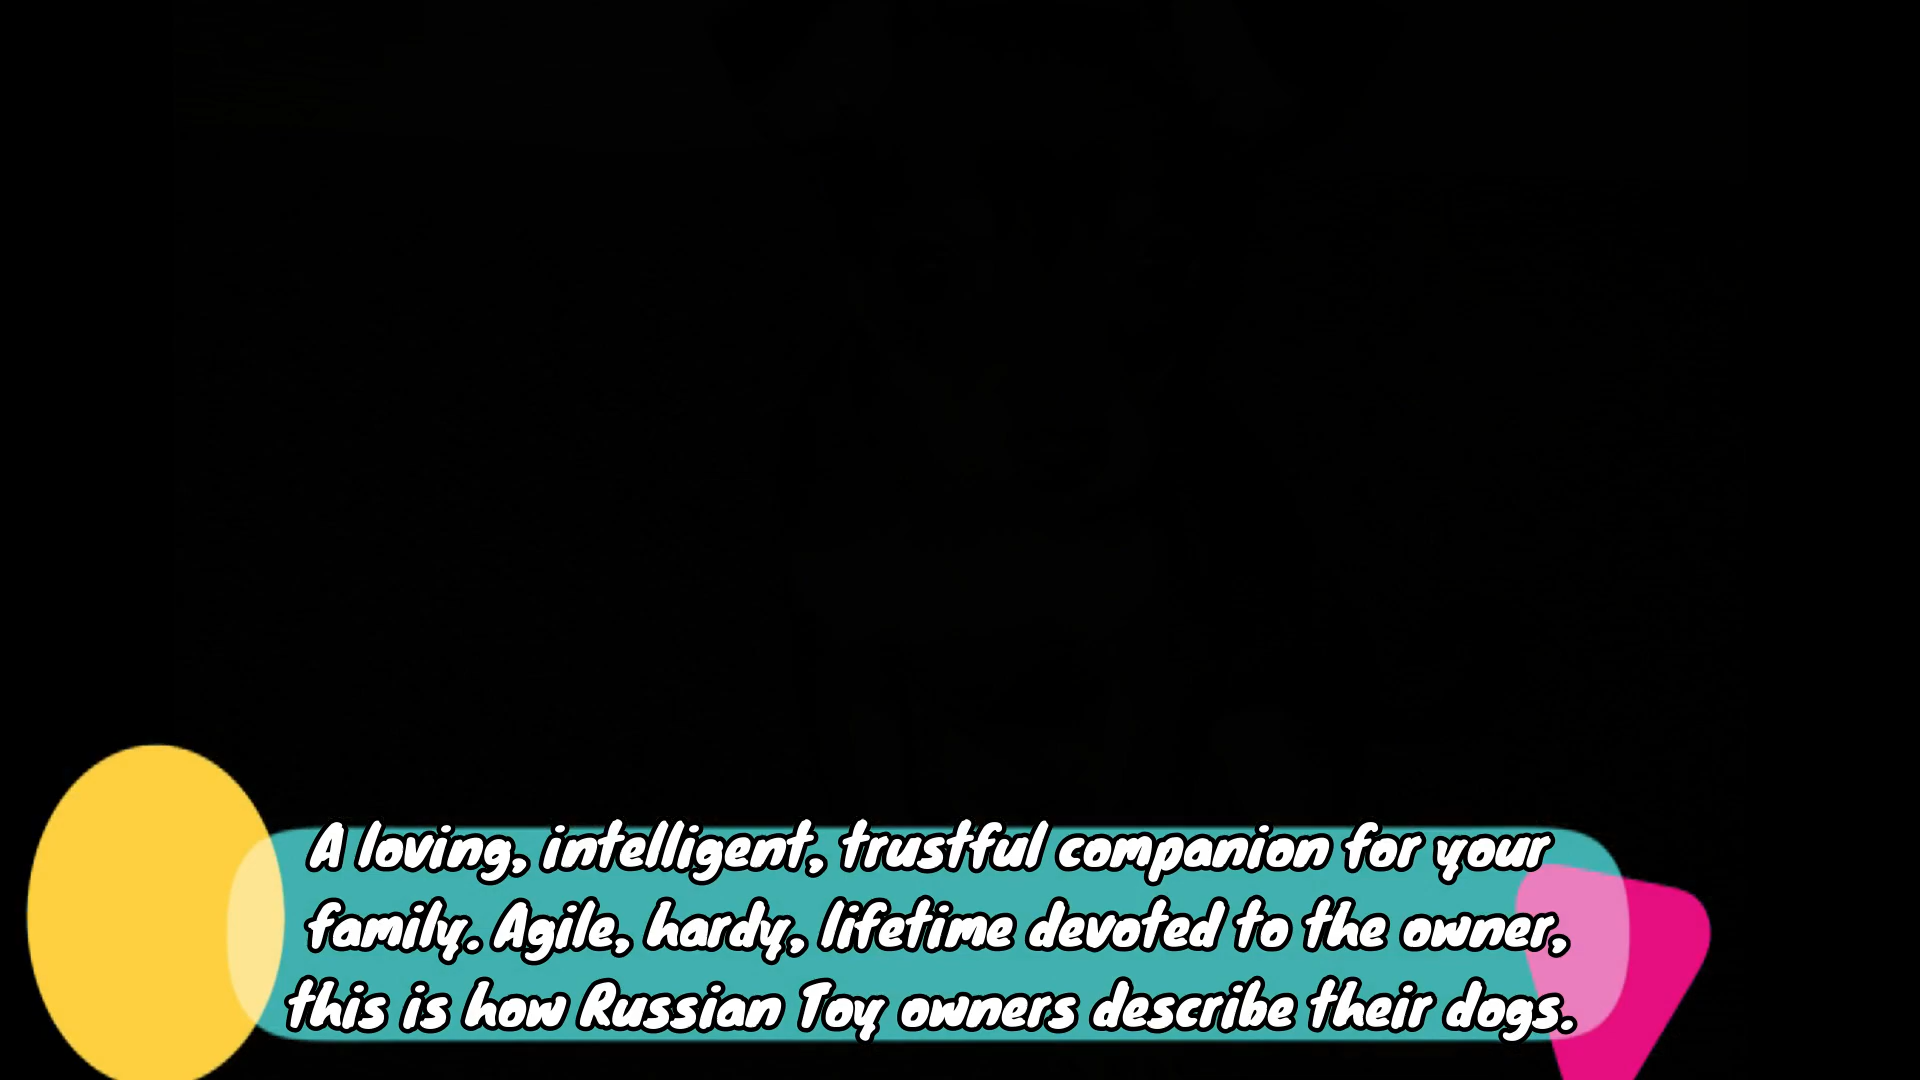 A loving, intelligent, trustful companion for your
family. Agile, hardy, lifetime devoted to the owner,
this is how Russian Toy owners describe their dogs.